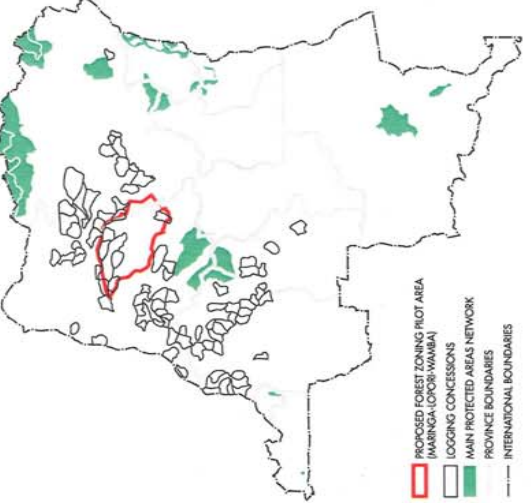 PROPOSED FOREST ZONING PILOT AREA
(MARINGA-LOPORI-WAMBA)
LOGGING CONCESSIONS
MAIN PROTECTED AREAS NETWORK
PROVINCE BOUNDARIES
INTERNATIONAL BOUNDARIES